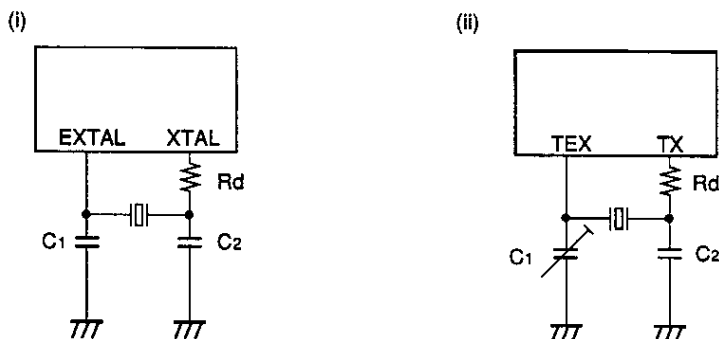 (i)
EXTAL XTAL
Rd
C1 C2
(ii)
TEX TX
Rd
C1 C2